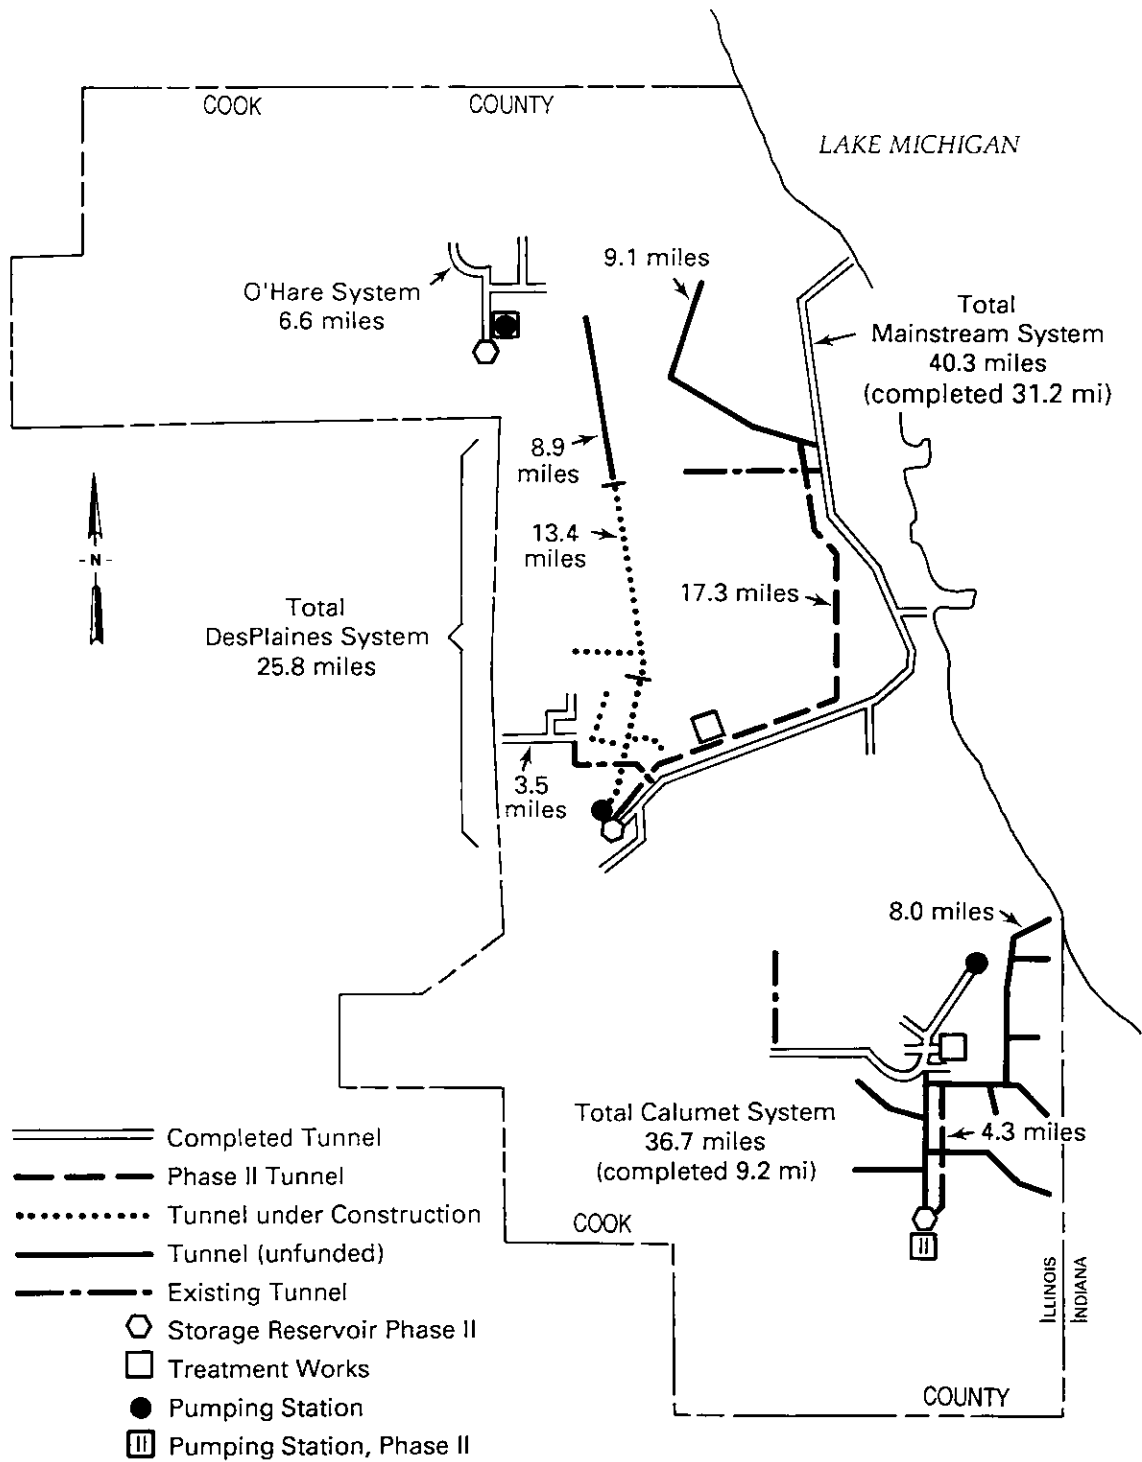 COOK
COUNTY
LAKE MICHIGAN
9.1 miles
O'Hare System
6.6 miles
Total
Mainstream System
40.3 miles
(completed 31.2 mi)
8.9
miles
- N -
13.4
miles
17.3 miles
Total
DesPlaines System
25.8 miles
3.5
miles
8.0 miles
Total Calumet System
36.7 miles
(completed 9.2 mi)
4.3 miles
Completed Tunnel
Phase II Tunnel
Tunnel under Construction
Tunnel (unfunded)
Existing Tunnel
Storage Reservoir Phase II
Treatment Works
Pumping Station
II Pumping Station, Phase II
COOK
II
ILLINOIS
INDIANA
COUNTY